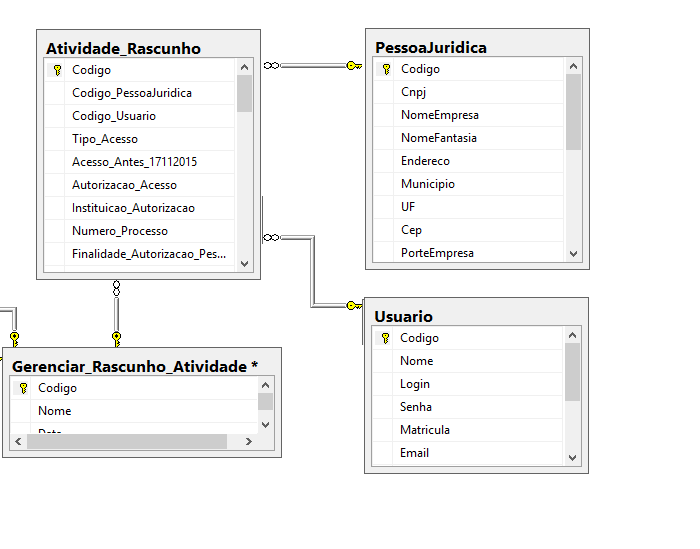 Atividade_Rascunho
Codigo
Codigo_PessoaJuridica
Codigo_Usuario
Tipo_Acesso
Acesso_Antes_17112015
Autorizacao_Acesso
Instituicao_Autorizacao
Numero_Processo
Finalidade_Autorizacao_Pes...
PessoaJuridica
Codigo
Cnpj
NomeEmpresa
NomeFantasia
Endereco
Municipio
UF
Cep
PorteEmpresa
Gerenciar_Rascunho_Atividade *
Codigo
Nome
Usuario
Codigo
Nome
Login
Senha
Matricula
Email